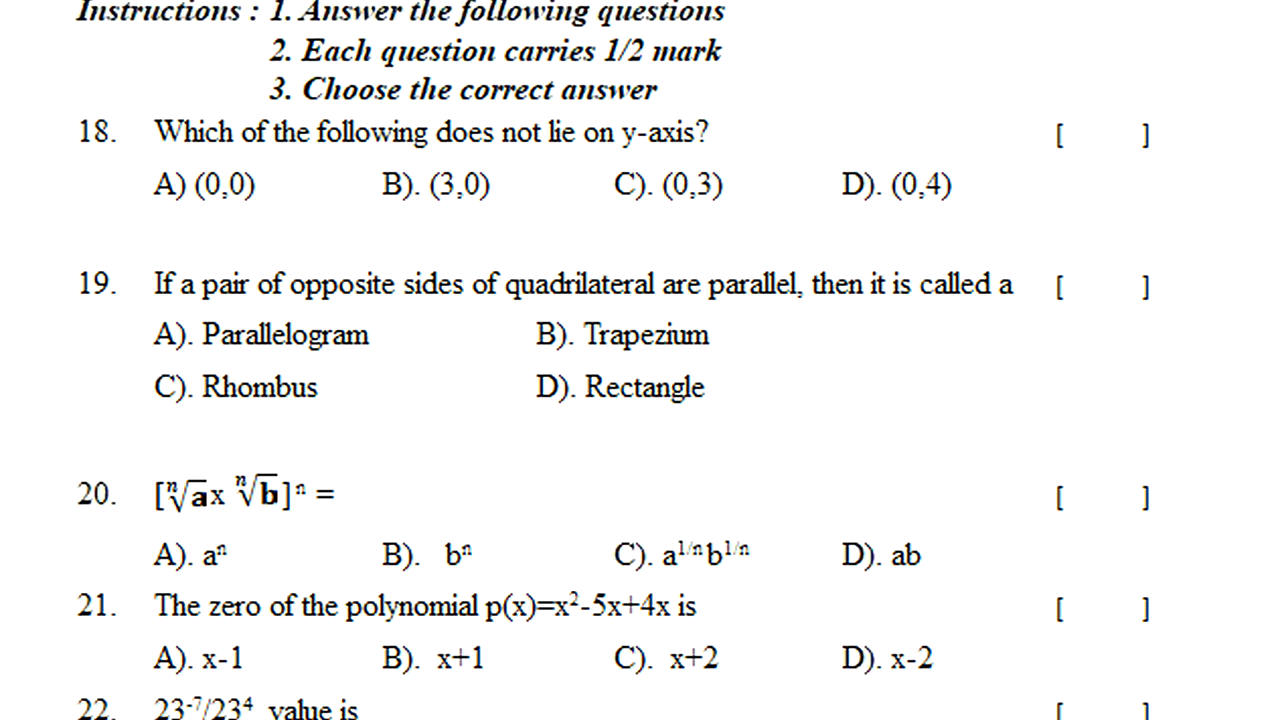 Instructions : 1. Answer the following questions
2. Each question carries 1/2 mark
3. Choose the correct answer
18. Which of the following does not lie on y-axis? [ ]
A) (0,0) B). (3,0) C). (0,3) D). (0,4)
19. If a pair of opposite sides of quadrilateral are parallel, then it is called a [ ]
A). Parallelogram B). Trapezium
C). Rhombus D). Rectangle
20. [ⁿ√a x ⁿ√b]ⁿ = [ ]
A). aⁿ B). bⁿ C). a¹/ⁿb¹/ⁿ D). ab
21. The zero of the polynomial p(x)=x²-5x+4x is [ ]
A). x-1 B). x+1 C). x+2 D). x-2
22. 23⁻⁷/23⁴ value is [ ]